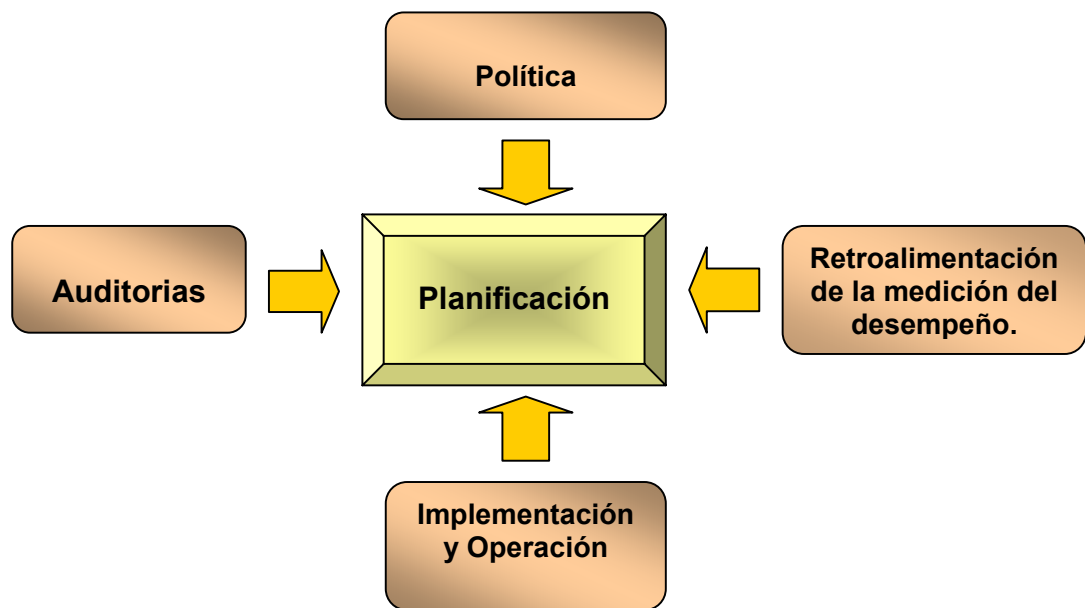 Política
Auditorias
Planificación
Retroalimentación
de la medición del
desempeño.
Implementación
y Operación